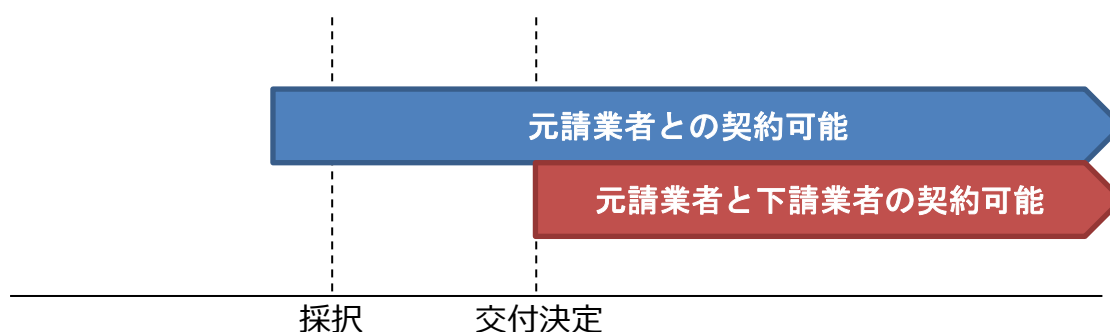 元請業者との契約可能
元請業者と下請業者の契約可能
採択
交付決定